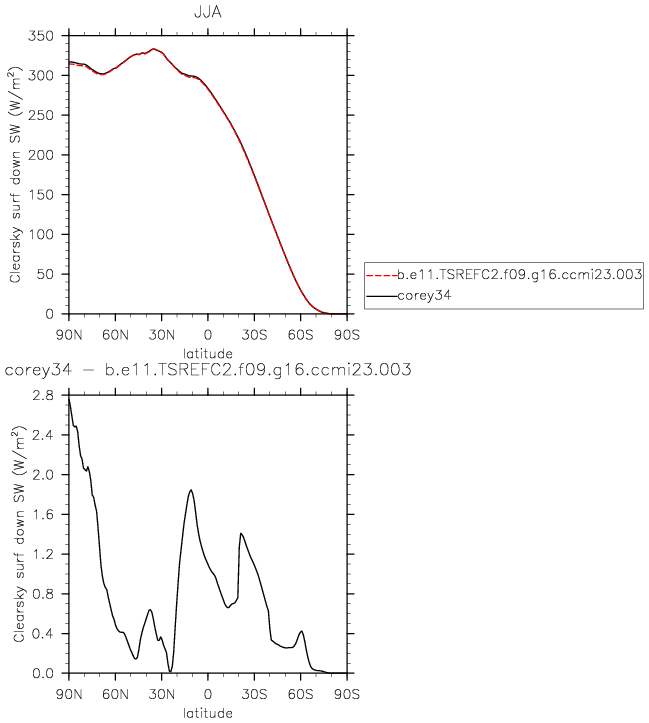 JJA
Clearsky surf down SW (W/m²)
350
300
250
200
150
100
50
0
90N 60N 30N 0 30S 60S 90S
latitude
b.e11.TSREFC2.f09.g16.ccmi23.003
corey34
corey34 − b.e11.TSREFC2.f09.g16.ccmi23.003
Clearsky surf down SW (W/m²)
2.8
2.4
2.0
1.6
1.2
0.8
0.4
0.0
90N 60N 30N 0 30S 60S 90S
latitude